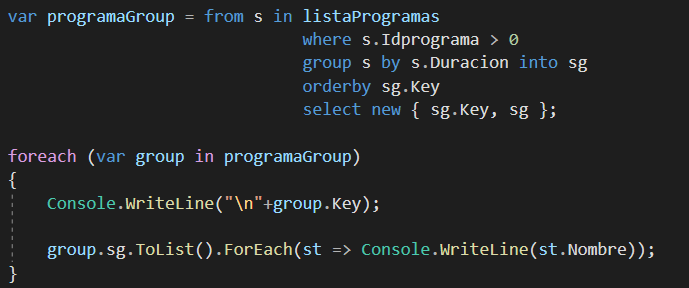 var programaGroup = from s in listaProgramas
where s.Idprograma > 0
group s by s.Duracion into sg
orderby sg.Key
select new { sg.Key, sg };
foreach (var group in programaGroup)
{
Console.WriteLine("\n"+group.Key);
group.sg.ToList().ForEach(st => Console.WriteLine(st.Nombre));
}